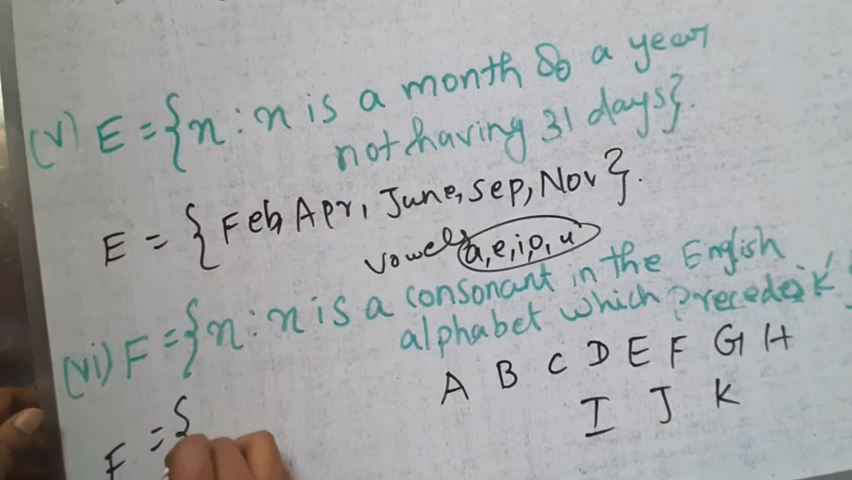 (v) E = {x : x is a month of a year
not having 31 days}.
E = {Feb, Apr, June, Sep, Nov}.
Vowels a,e,i,o,u
(vi) F = {x : x is a consonant in the English
alphabet which precedes 'K'
A B C D E F G H
I J K
F = {